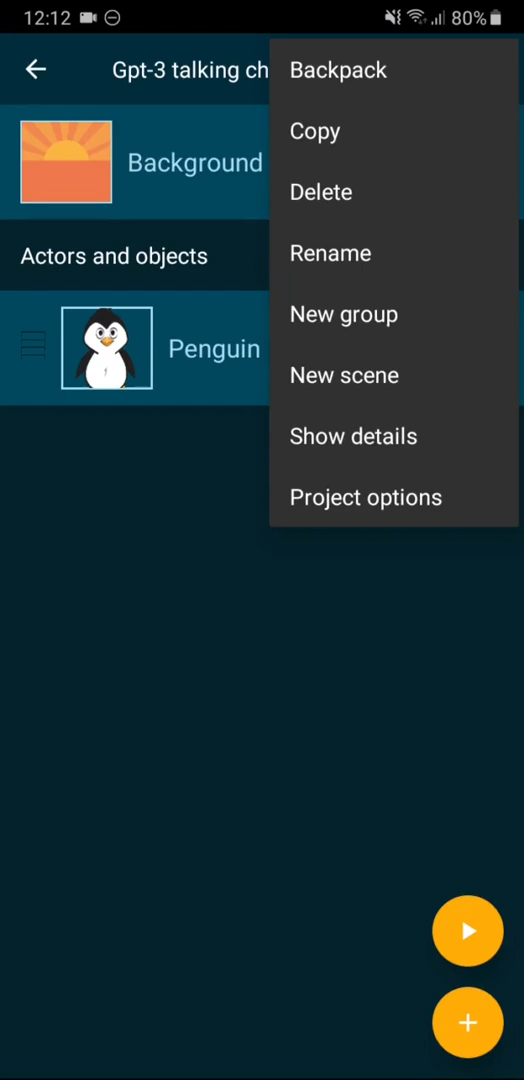 12:12
80%
Gpt-3 talking ch
Backpack
Copy
Background
Delete
Actors and objects
Rename
New group
Penguin
New scene
Show details
Project options